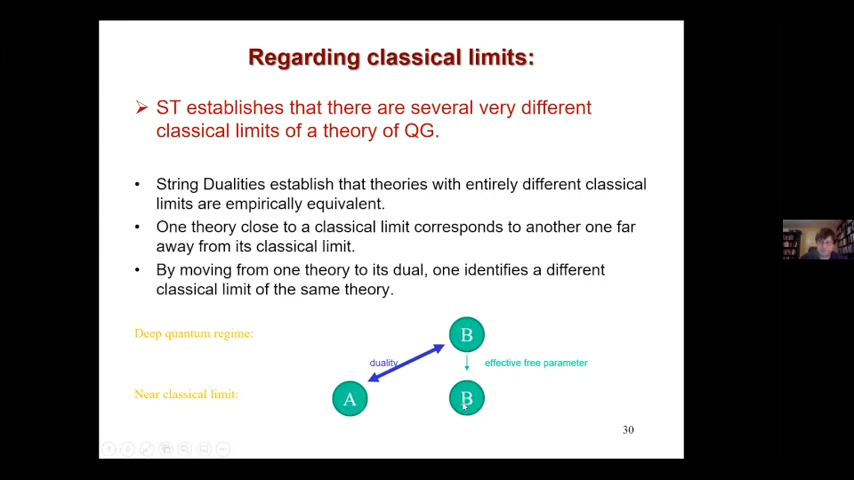 Regarding classical limits:
ST establishes that there are several very different
classical limits of a theory of QG.
String Dualities establish that theories with entirely different classical
limits are empirically equivalent.
One theory close to a classical limit corresponds to another one far
away from its classical limit.
By moving from one theory to its dual, one identifies a different
classical limit of the same theory.
Deep quantum regime:
B
duality
effective free parameter
Near classical limit:
A
B
30